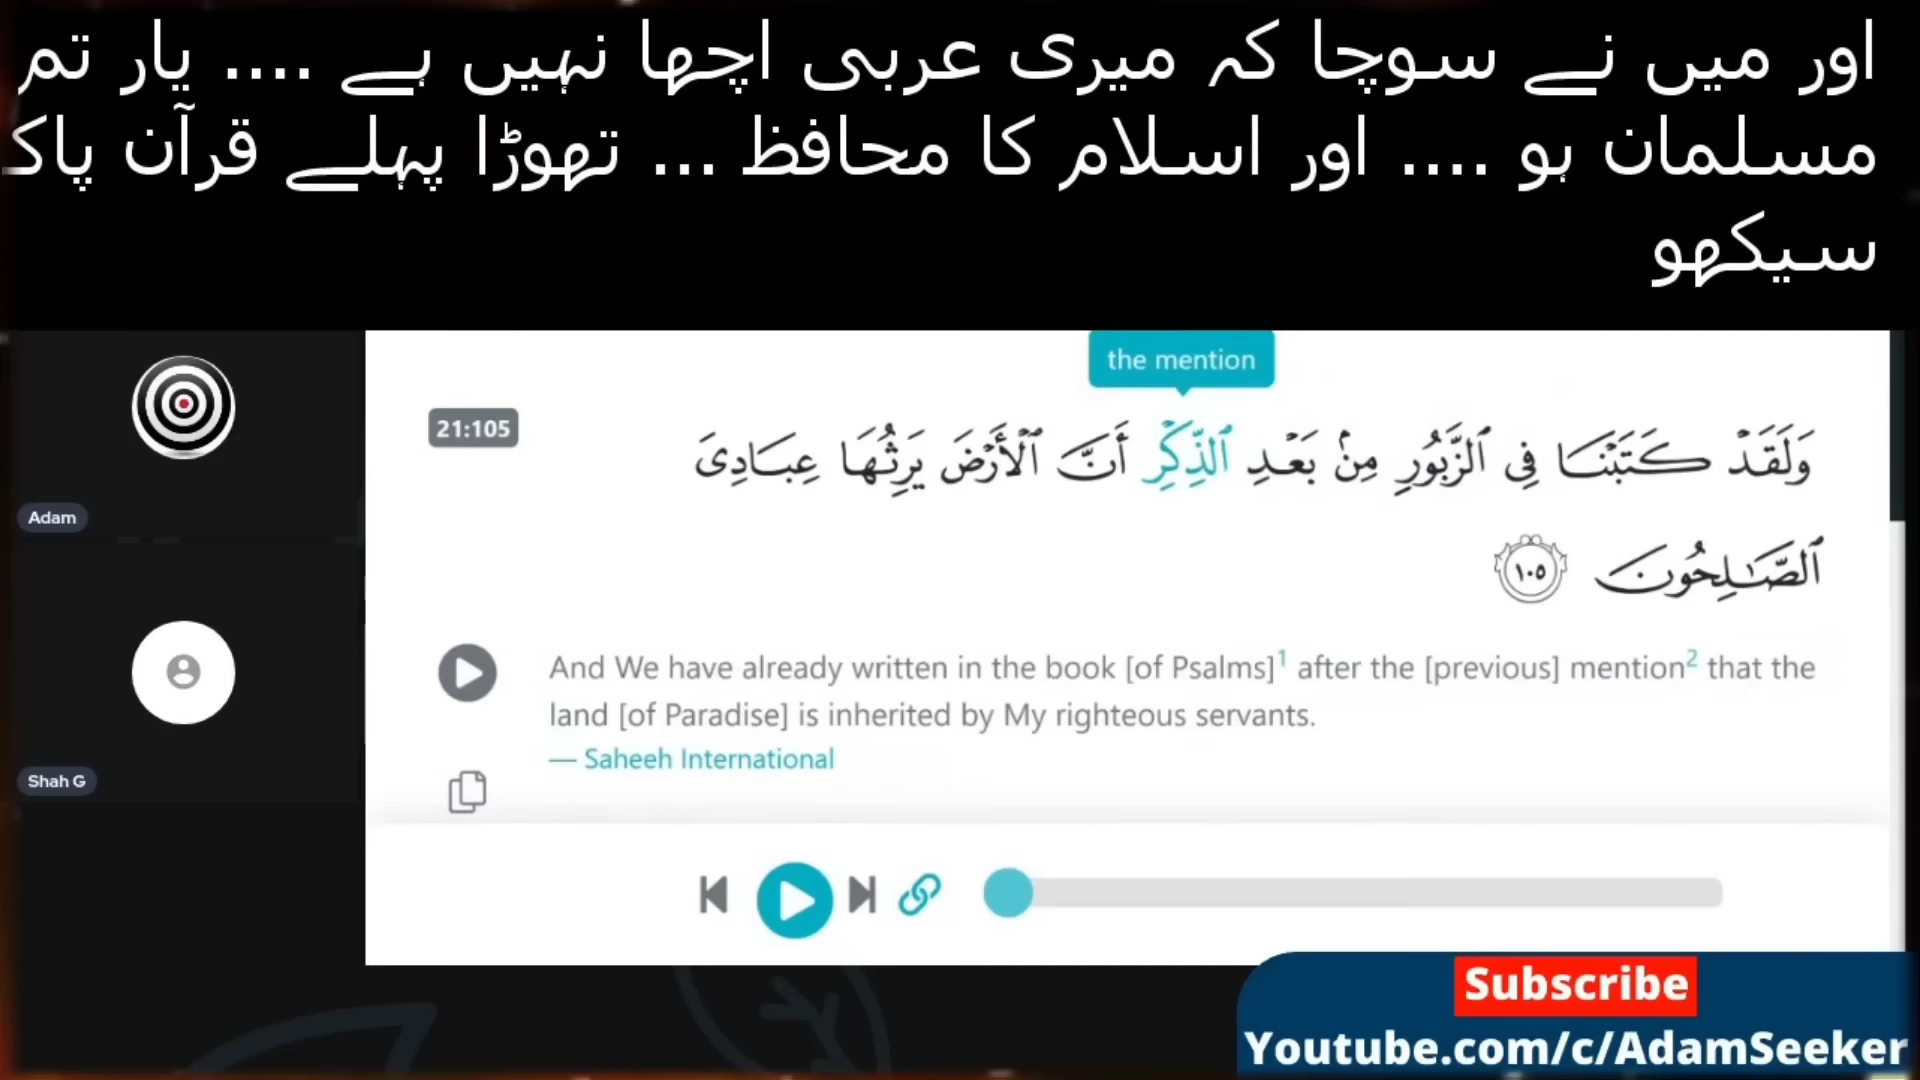 اور میں نے سوچا کہ میری عربی اچھا نہیں ہے .... یار تم
مسلمان ہو .... اور اسلام کا محافظ ... تھوڑا پہلے قرآن پاک
سیکھو
the mention
21:105
وَلَقَدْ كَتَبْنَا فِى ٱلزَّبُورِ مِنۢ بَعْدِ ٱلذِّكْرِ أَنَّ ٱلْأَرْضَ يَرِثُهَا عِبَادِىَ
ٱلصَّـٰلِحُونَ ١٠٥
And We have already written in the book [of Psalms]1 after the [previous] mention2 that the
land [of Paradise] is inherited by My righteous servants.
— Saheeh International
Adam
Shah G
Subscribe
Youtube.com/c/AdamSeeker